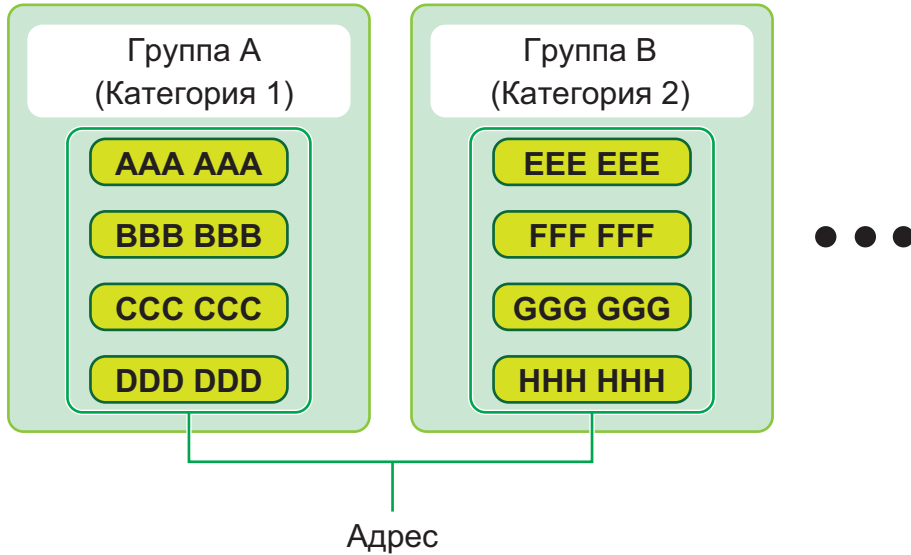 Группа A
(Категория 1)
AAA AAA
BBB BBB
CCC CCC
DDD DDD
Группа B
(Категория 2)
EEE EEE
FFF FFF
GGG GGG
HHH HHH
Адрес